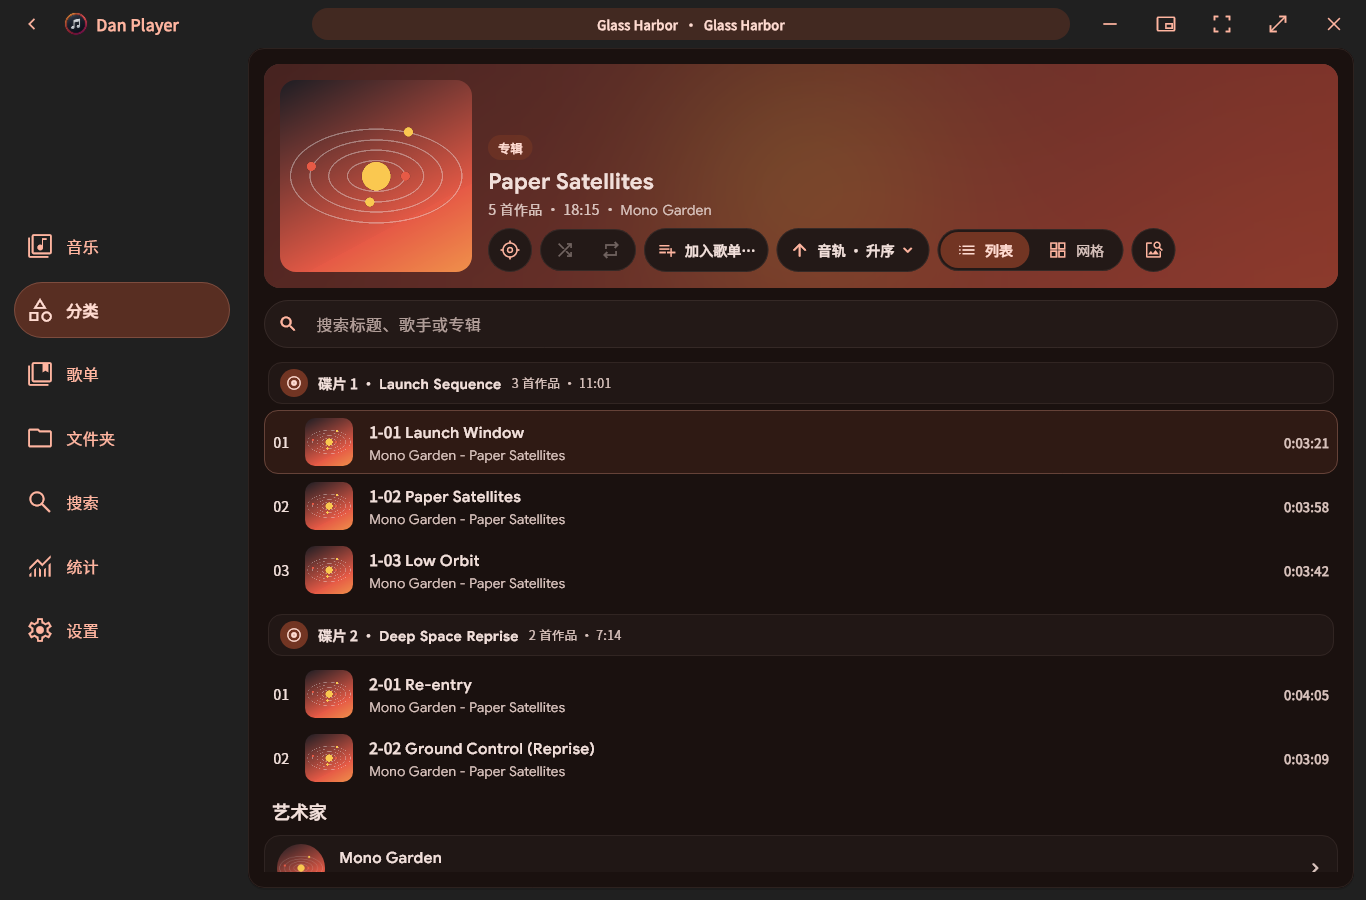 Dan Player
Glass Harbor • Glass Harbor
音乐
分类
歌单
文件夹
搜索
统计
设置
专辑
Paper Satellites
5 首作品 • 18:15 • Mono Garden
加入歌单…
音轨 • 升序
列表
网格
搜索标题、歌手或专辑
碟片 1 • Launch Sequence 3 首作品 • 11:01
01 1-01 Launch Window 0:03:21
Mono Garden - Paper Satellites
02 1-02 Paper Satellites 0:03:58
Mono Garden - Paper Satellites
03 1-03 Low Orbit 0:03:42
Mono Garden - Paper Satellites
碟片 2 • Deep Space Reprise 2 首作品 • 7:14
01 2-01 Re-entry 0:04:05
Mono Garden - Paper Satellites
02 2-02 Ground Control (Reprise) 0:03:09
Mono Garden - Paper Satellites
艺术家
Mono Garden